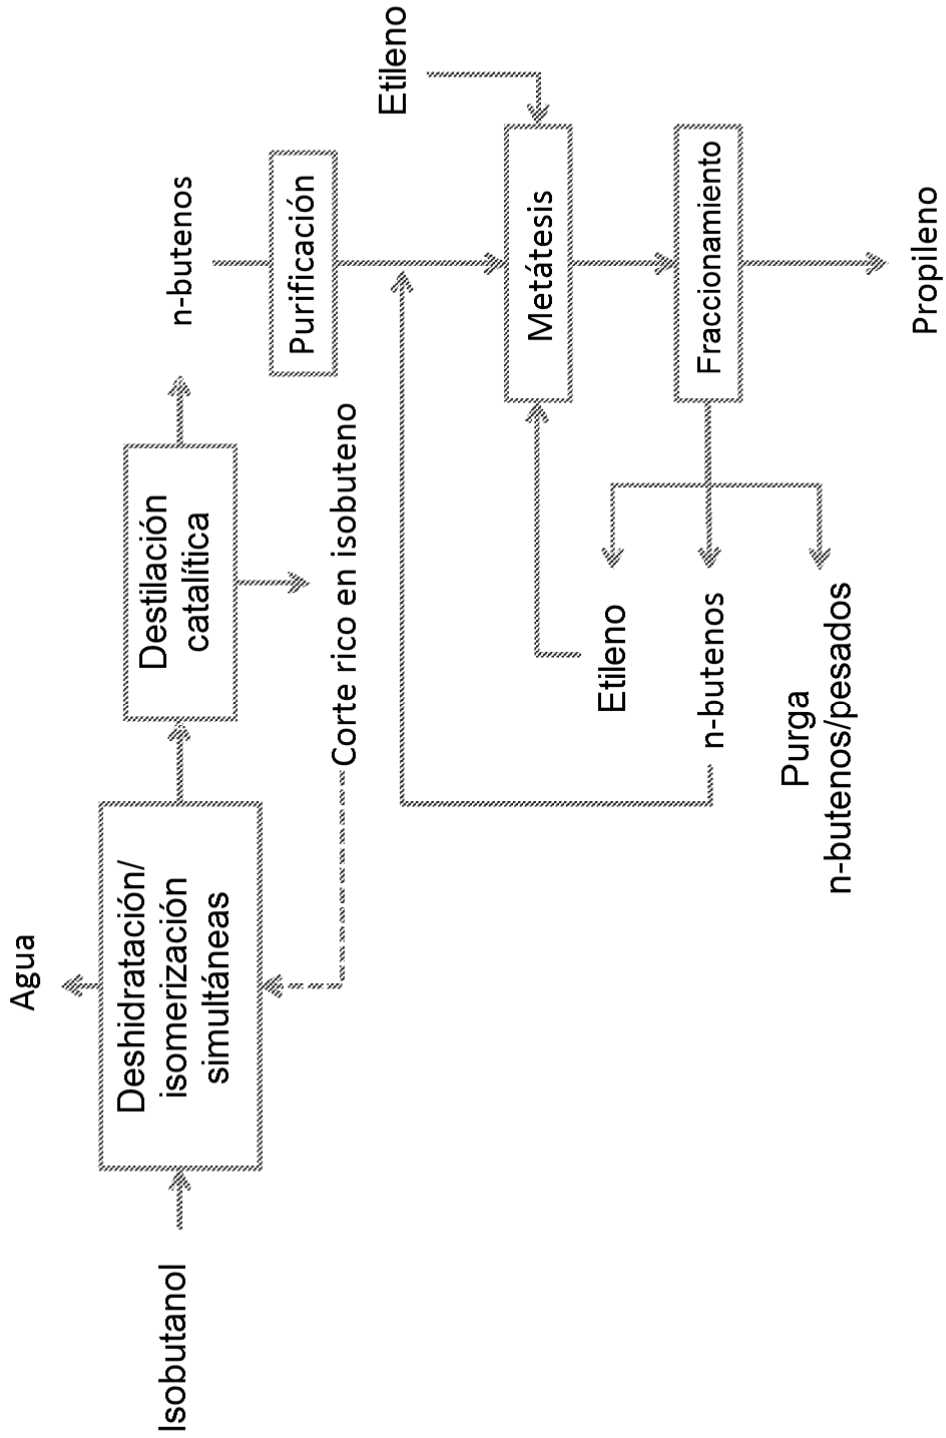 Agua
Isobutanol
Deshidratación/
isomerización
simultáneas
Destilación
catalítica
n-butenos
Corte rico en isobuteno
Purificación
Etileno
Metátesis
Etileno
n-butenos
Purga
n-butenos/pesados
Fraccionamiento
Propileno